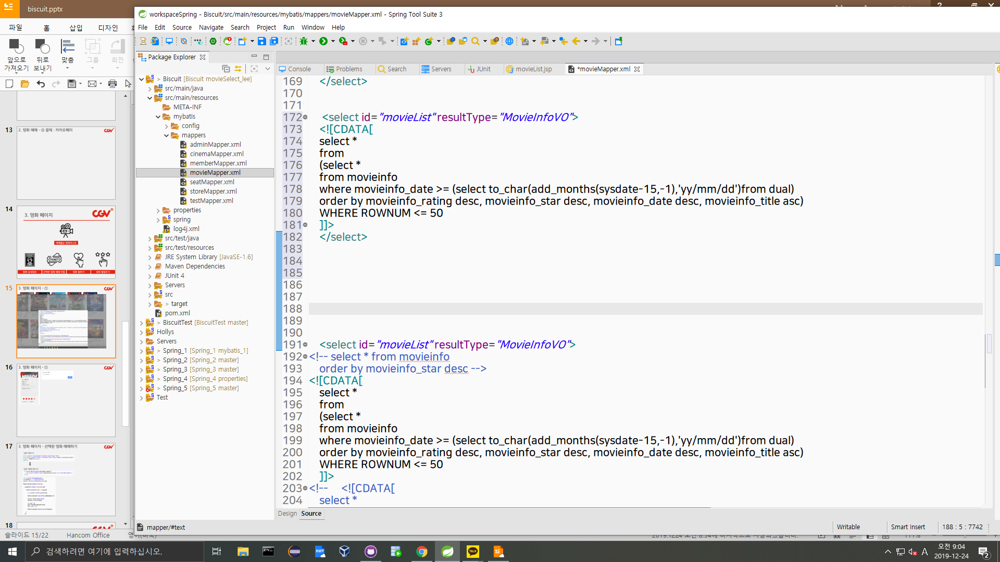 biscuit.pptx
파일 홈 삽입 디자인
앞으로 가져오기
뒤로 보내기
맞춤
그룹
회전
13
2. 영화 예매 - ③ 결제 : 카카오페이
CGV
14
3. 영화 페이지
CGV
15
3. 영화 페이지 - ①
CGV
16
3. 영화 페이지 - ①
CGV
17
3. 영화 페이지 - 선택된 영화 예매하기
CGV
18
슬라이드 15/22 Hancom Office
workspaceSpring - Biscuit/src/main/resources/mybatis/mappers/movieMapper.xml - Spring Tool Suite 3
File Edit Source Navigate Search Project Run Window Help
Package Explorer
> Biscuit [Biscuit movieSelect_lee]
src/main/java
src/main/resources
META-INF
mybatis
config
mappers
adminMapper.xml
cinemaMapper.xml
memberMapper.xml
movieMapper.xml
seatMapper.xml
storeMapper.xml
testMapper.xml
properties
spring
log4j.xml
src/test/java
src/test/resources
JRE System Library [JavaSE-1.6]
Maven Dependencies
JUnit 4
Servers
src
> target
pom.xml
> BiscuitTest [BiscuitTest master]
Hollys
Servers
> Spring_1 [Spring_1 mybatis_1]
> Spring_2 [Spring_2 master]
> Spring_3 [Spring_3 master]
> Spring_4 [Spring_4 properties]
> Spring_5 [Spring_5 master]
Test
Console Problems Search Servers JUnit movieList.jsp *movieMapper.xml
169 </select>
170
171
172 <select id="movieList" resultType="MovieInfoVO">
173 <![CDATA[
174 select *
175 from
176 (select *
177 from movieinfo
178 where movieinfo_date >= (select to_char(add_months(sysdate-15,-1),'yy/mm/dd')from dual)
179 order by movieinfo_rating desc, movieinfo_star desc, movieinfo_date desc, movieinfo_title asc)
180 WHERE ROWNUM <= 50
181 ]]>
182 </select>
183
184
185
186
187
188
189
190
191 <select id="movieList" resultType="MovieInfoVO">
192 <!-- select * from movieinfo
193 order by movieinfo_star desc -->
194 <![CDATA[
195 select *
196 from
197 (select *
198 from movieinfo
199 where movieinfo_date >= (select to_char(add_months(sysdate-15,-1),'yy/mm/dd')from dual)
200 order by movieinfo_rating desc, movieinfo_star desc, movieinfo_date desc, movieinfo_title asc)
201 WHERE ROWNUM <= 50
202 ]]>
203 <!-- <![CDATA[
204 select *
Design Source
mapper/#text
Writable Smart Insert 188 : 5 : 7742
검색하려면 여기에 입력하십시오.
HWP
TALK
A
오전 9:04
2019-12-24
2